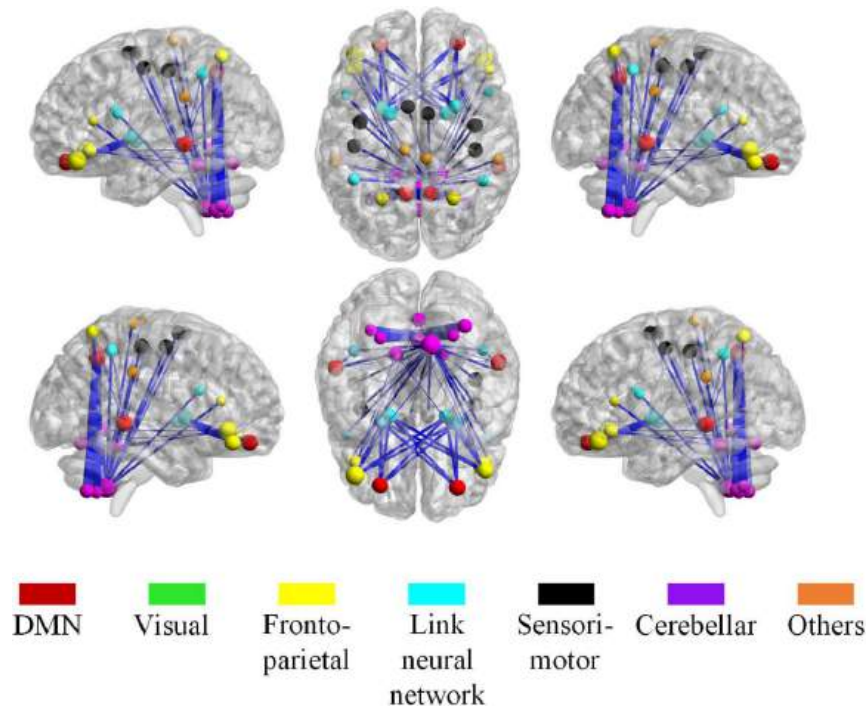 DMN
Visual
Fronto-
parietal
Link
neural
network
Sensori-
motor
Cerebellar
Others